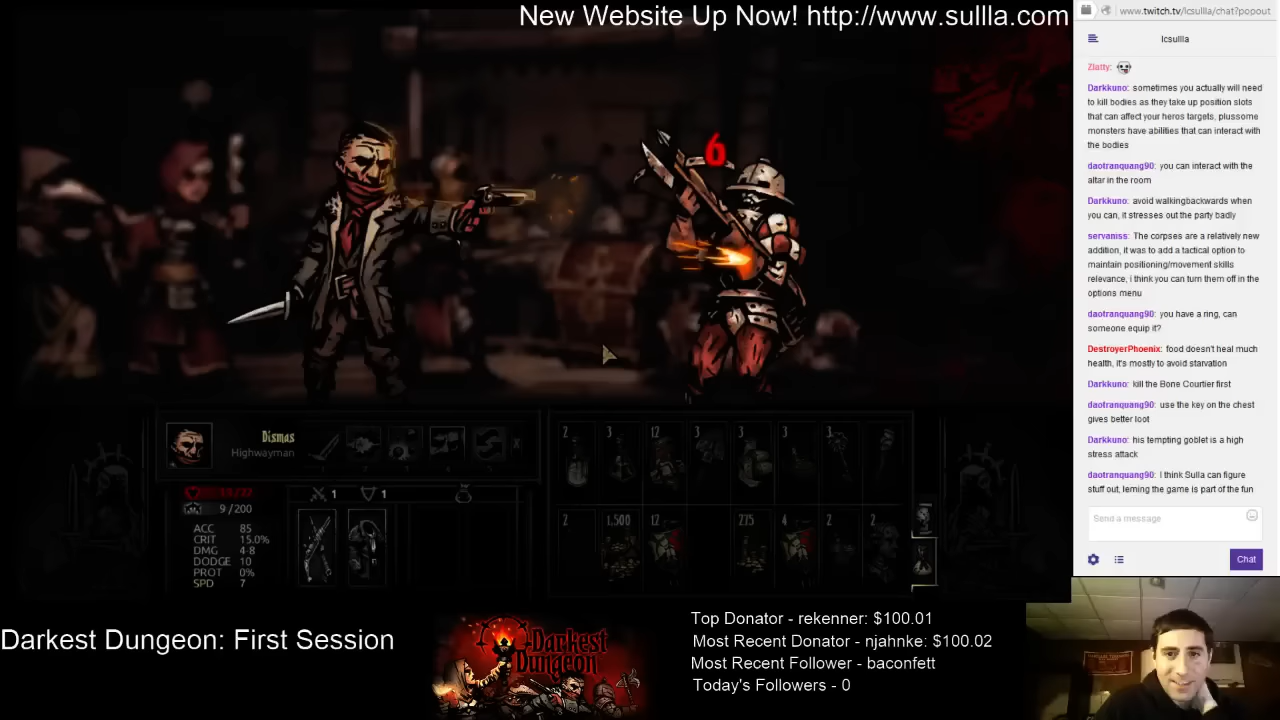 New Website Up Now! http://www.sullla.com
www.twitch.tv/lcsullla/chat?popout
lcsullla
Zlatty:
Darkkuno: sometimes you actually will need
to kill bodies as they take up position slots
that can affect your heros targets, plussome
monsters have abilities that can interact with
the bodies
daotranquang90: you can interact with the
altar in the room
Darkkuno: avoid walkingbackwards when
you can, it stresses out the party badly
servaniss: The corpses are a relatively new
addition, it was to add a tactical option to
maintain positioning/movement skills
relevance, i think you can turn them off in the
options menu
daotranquang90: you have a ring, can
someone equip it?
DestroyerPhoenix: food doesn't heal much
health, it's mostly to avoid starvation
Darkkuno: kill the Bone Courtier first
daotranquang90: use the key on the chest
gives better loot
Darkkuno: his tempting goblet is a high
stress attack
daotranquang90: I think Sulla can figure
stuff out, lerning the game is part of the fun
Send a message
Chat
6
Dismas
Highwayman
9/200
ACC 85
CRIT 15.0%
DMG 4-8
DODGE 10
PROT 0%
SPD 7
1 1
2 3 12 3 3 3 3
2 1,500 12 275 4 2 2
Darkest Dungeon: First Session
Darkest
Dungeon
Top Donator - rekenner: $100.01
Most Recent Donator - njahnke: $100.02
Most Recent Follower - baconfett
Today's Followers - 0